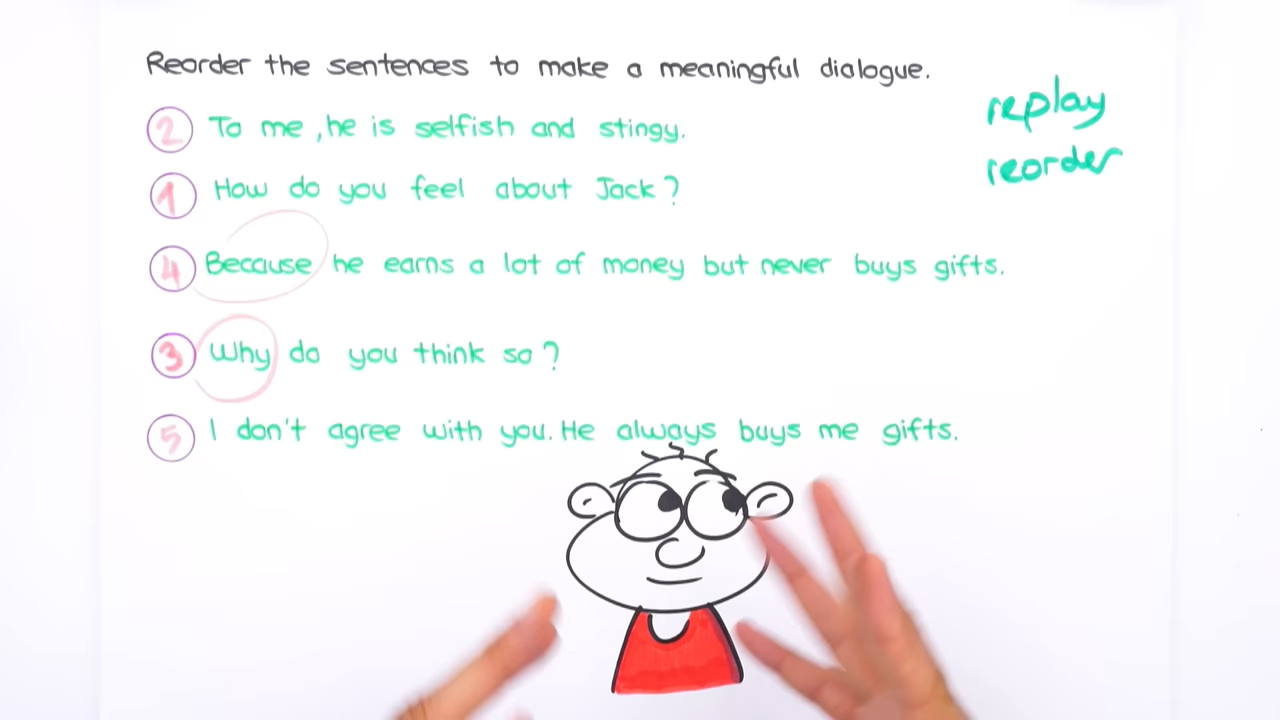 Reorder the sentences to make a meaningful dialogue.
replay
reorder
2 To me, he is selfish and stingy.
1 How do you feel about Jack?
4 Because he earns a lot of money but never buys gifts.
3 Why do you think so?
5 I don't agree with you. He always buys me gifts.